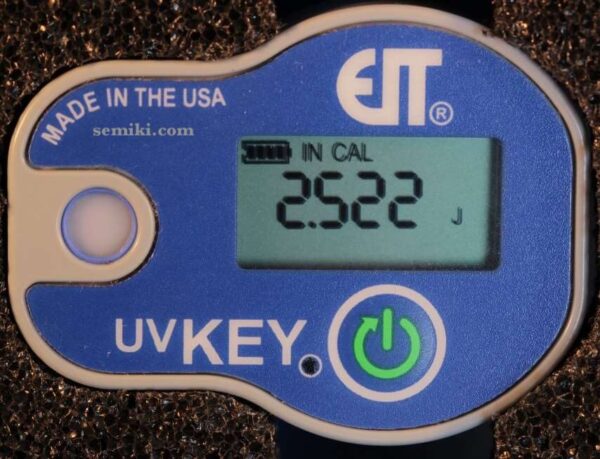 MADE IN THE USA
semiki.com
EIT®
IN CAL
2.522 J
UVKEY